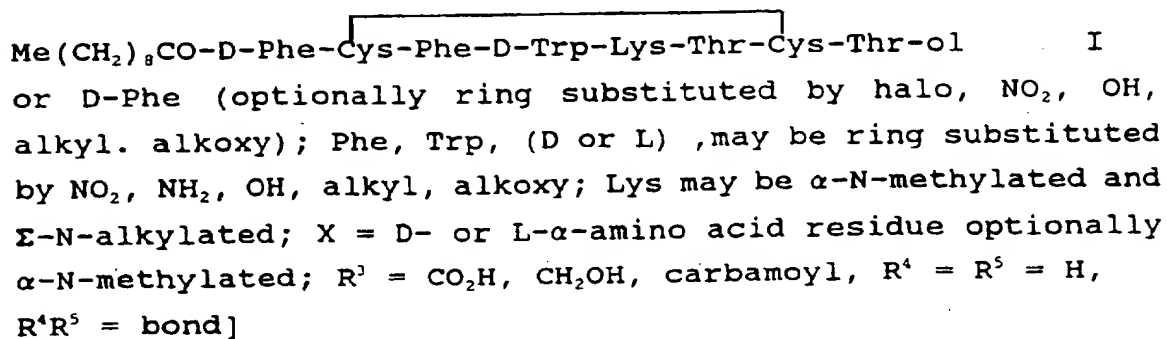 Me(CH₂)₈CO-D-Phe-Cys-Phe-D-Trp-Lys-Thr-Cys-Thr-ol I
or D-Phe (optionally ring substituted by halo, NO₂, OH,
alkyl. alkoxy); Phe, Trp, (D or L) ,may be ring substituted
by NO₂, NH₂, OH, alkyl, alkoxy; Lys may be α-N-methylated and
Σ-N-alkylated; X = D- or L-α-amino acid residue optionally
α-N-methylated; R³ = CO₂H, CH₂OH, carbamoyl, R⁴ = R⁵ = H,
R⁴R⁵ = bond]